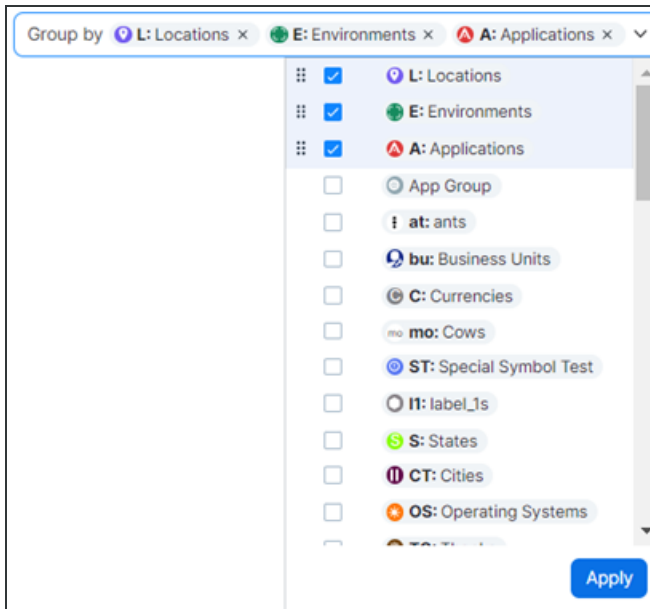 Group by L: Locations × E: Environments × A: Applications ×
L: Locations
E: Environments
A: Applications
App Group
at: ants
bu: Business Units
C: Currencies
mo mo: Cows
ST: Special Symbol Test
l1: label_1s
S: States
CT: Cities
OS: Operating Systems
Apply